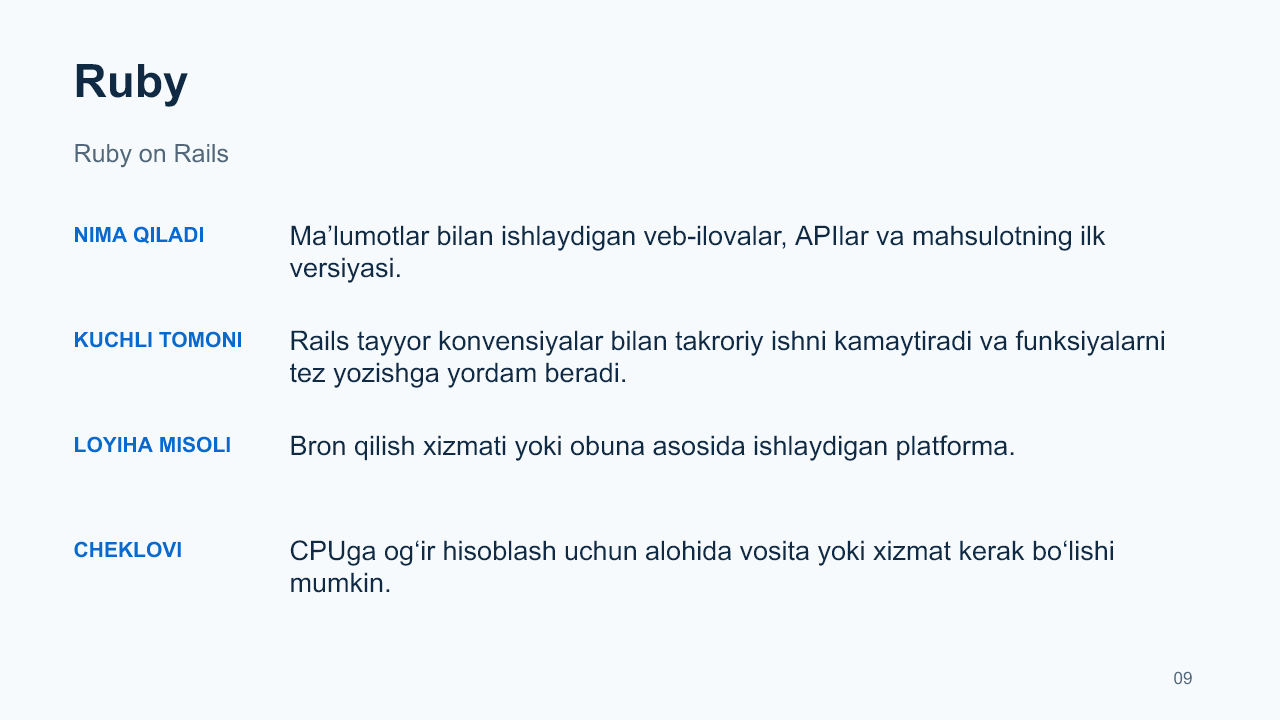 Ruby
Ruby on Rails
NIMA QILADI
Ma’lumotlar bilan ishlaydigan veb-ilovalar, APIlar va mahsulotning ilk
versiyasi.
KUCHLI TOMONI
Rails tayyor konvensiyalar bilan takroriy ishni kamaytiradi va funksiyalarni
tez yozishga yordam beradi.
LOYIHA MISOLI
Bron qilish xizmati yoki obuna asosida ishlaydigan platforma.
CHEKLOVI
CPUga og‘ir hisoblash uchun alohida vosita yoki xizmat kerak bo‘lishi
mumkin.
09